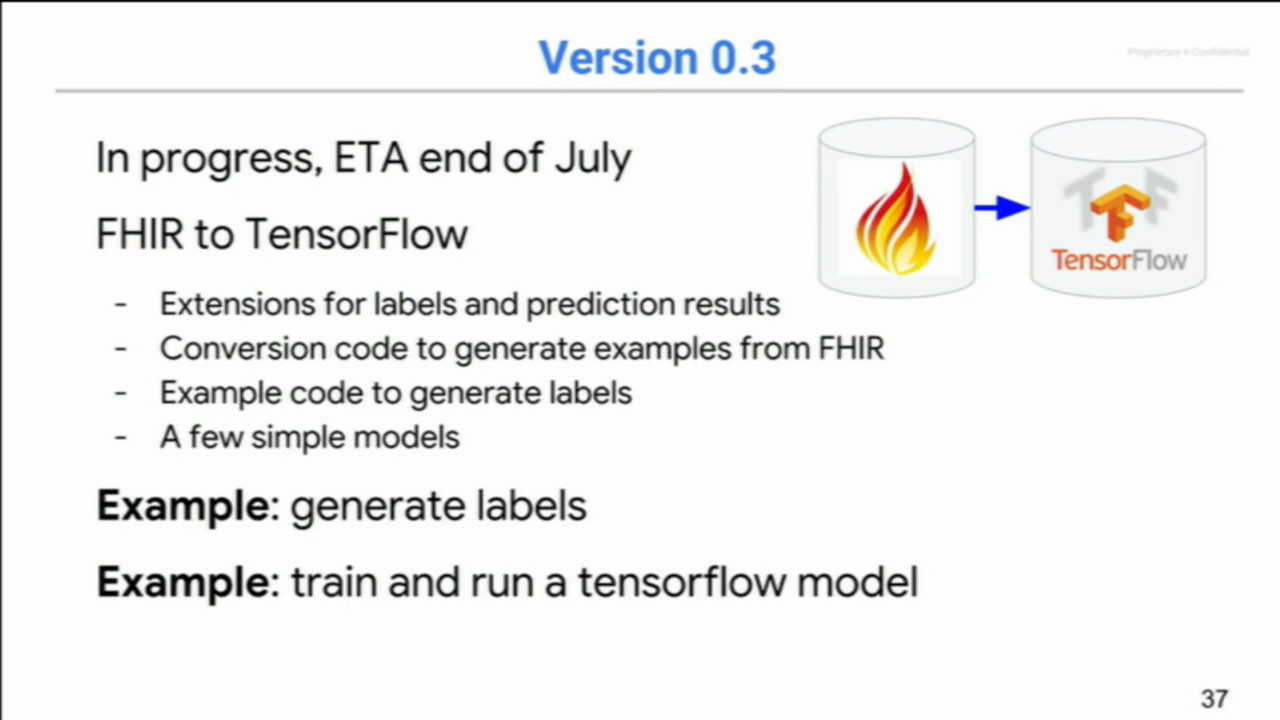 Version 0.3
Proprietary + Confidential
In progress, ETA end of July
FHIR to TensorFlow
- Extensions for labels and prediction results
- Conversion code to generate examples from FHIR
- Example code to generate labels
- A few simple models
Example: generate labels
Example: train and run a tensorflow model
TensorFlow
37